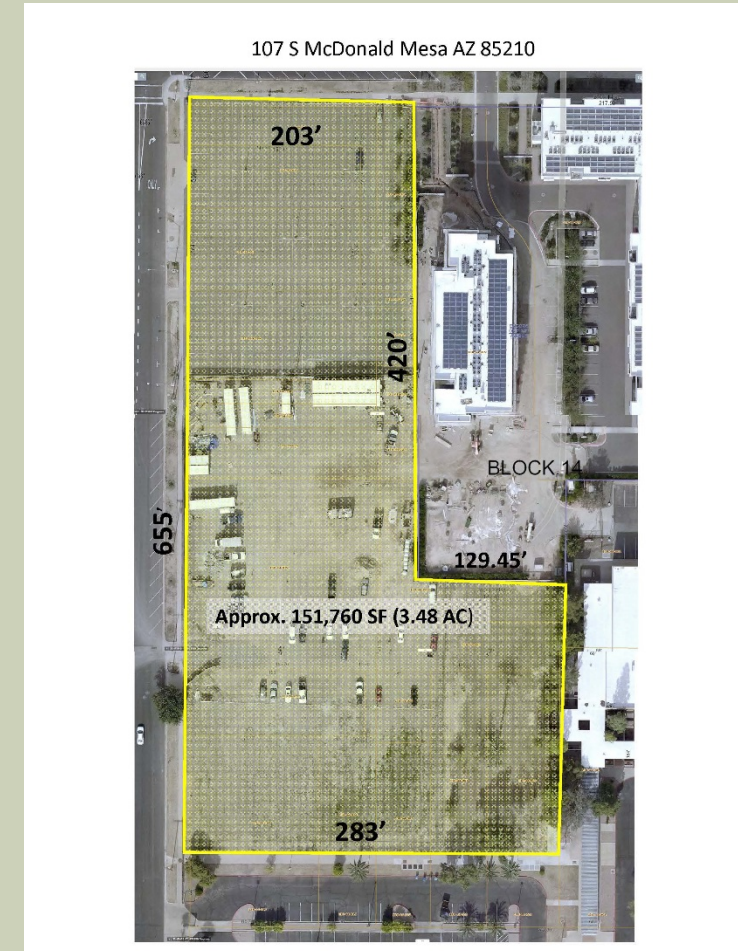 107 S McDonald Mesa AZ 85210
203’
420’
BLOCK 14
655’
129.45’
Approx. 151,760 SF (3.48 AC)
283’